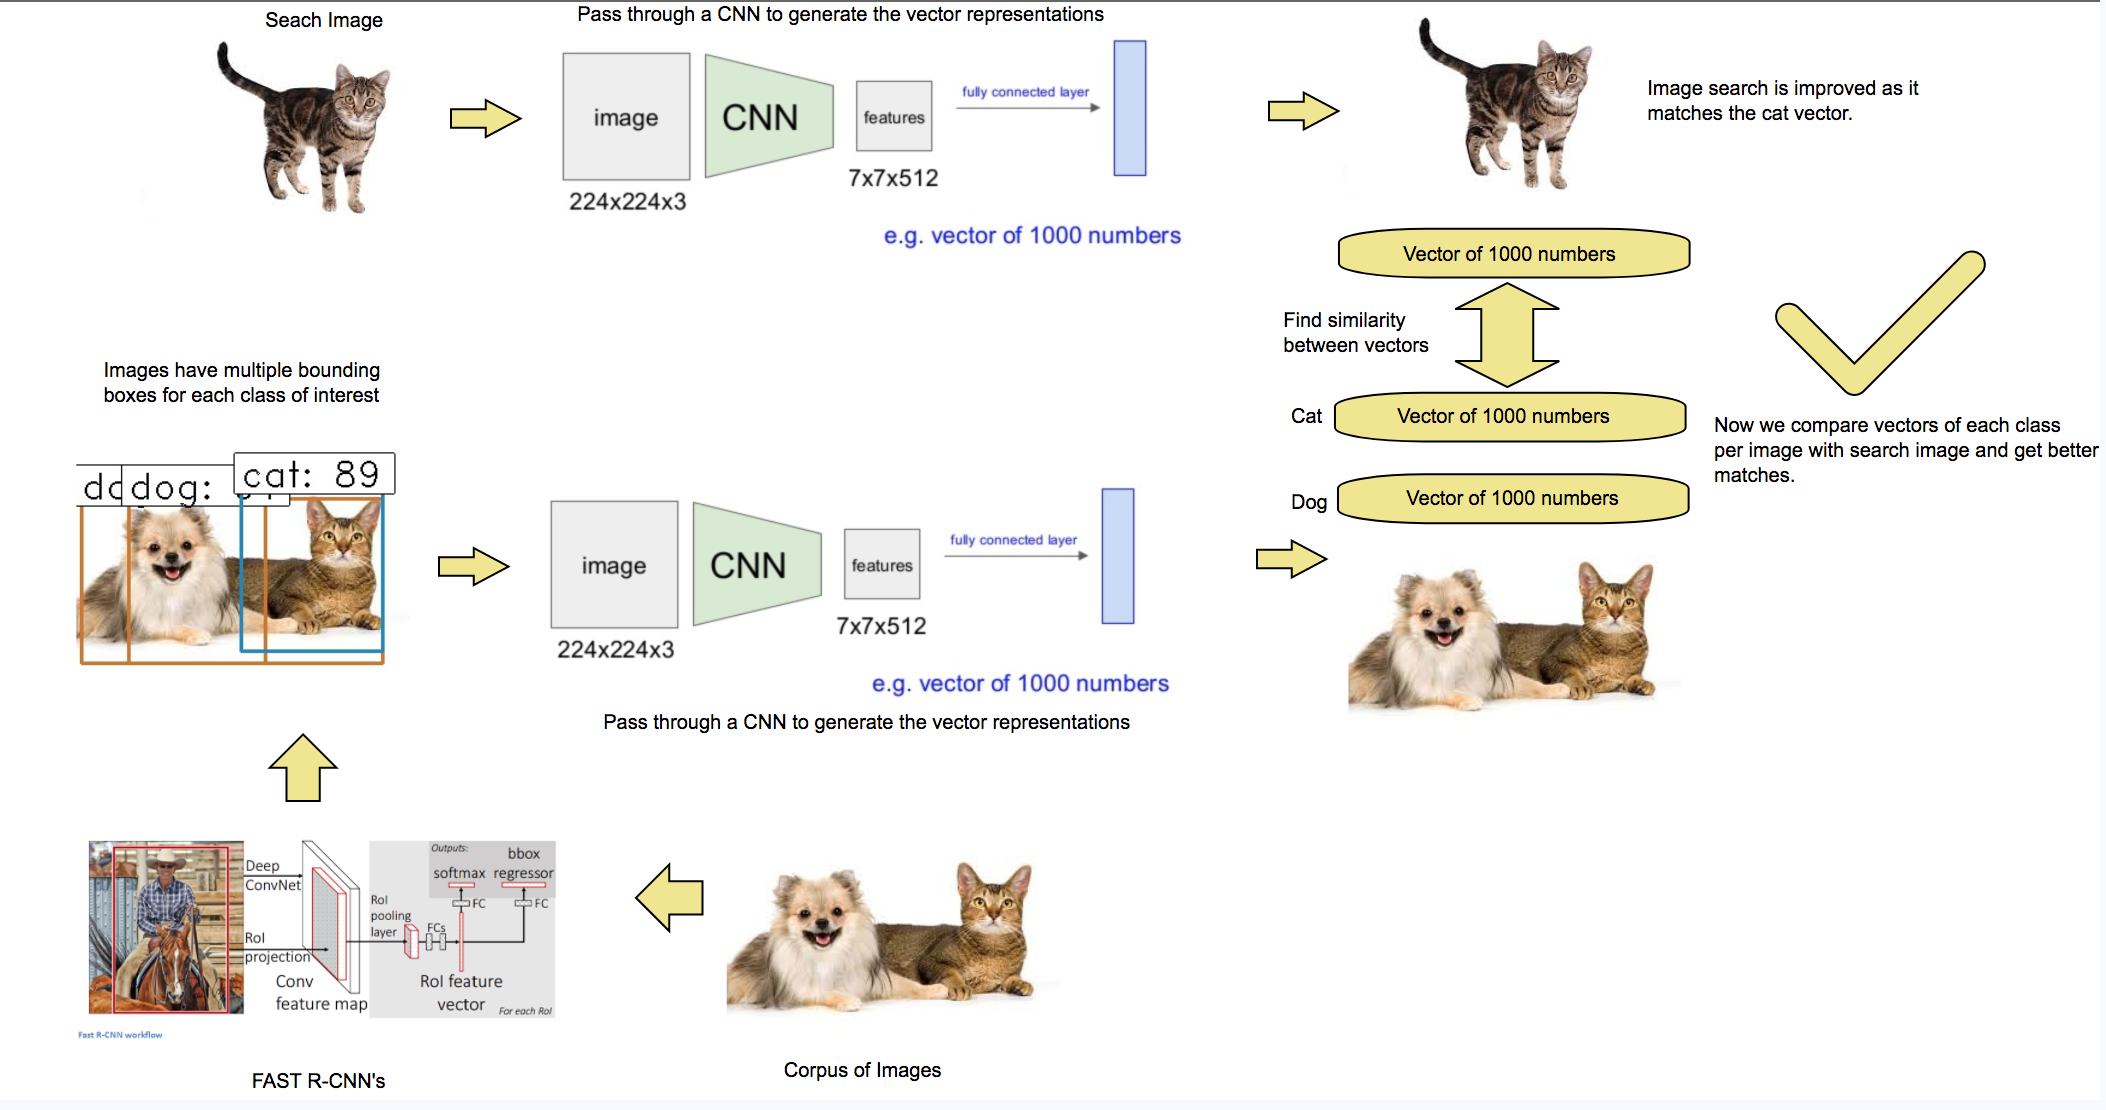 Seach Image
Pass through a CNN to generate the vector representations
image
CNN
features
fully connected layer
224x224x3
7x7x512
e.g. vector of 1000 numbers
Image search is improved as it
matches the cat vector.
Vector of 1000 numbers
Find similarity
between vectors
Cat
Vector of 1000 numbers
Dog
Vector of 1000 numbers
Now we compare vectors of each class
per image with search image and get better
matches.
Images have multiple bounding
boxes for each class of interest
dog:
cat: 89
image
CNN
features
fully connected layer
224x224x3
7x7x512
e.g. vector of 1000 numbers
Pass through a CNN to generate the vector representations
Deep
ConvNet
RoI
projection
Conv
feature map
RoI
pooling
layer
FCs
Outputs:
softmax
bbox
regressor
FC
FC
RoI feature
vector
For each RoI
Fast R-CNN workflow
FAST R-CNN's
Corpus of Images